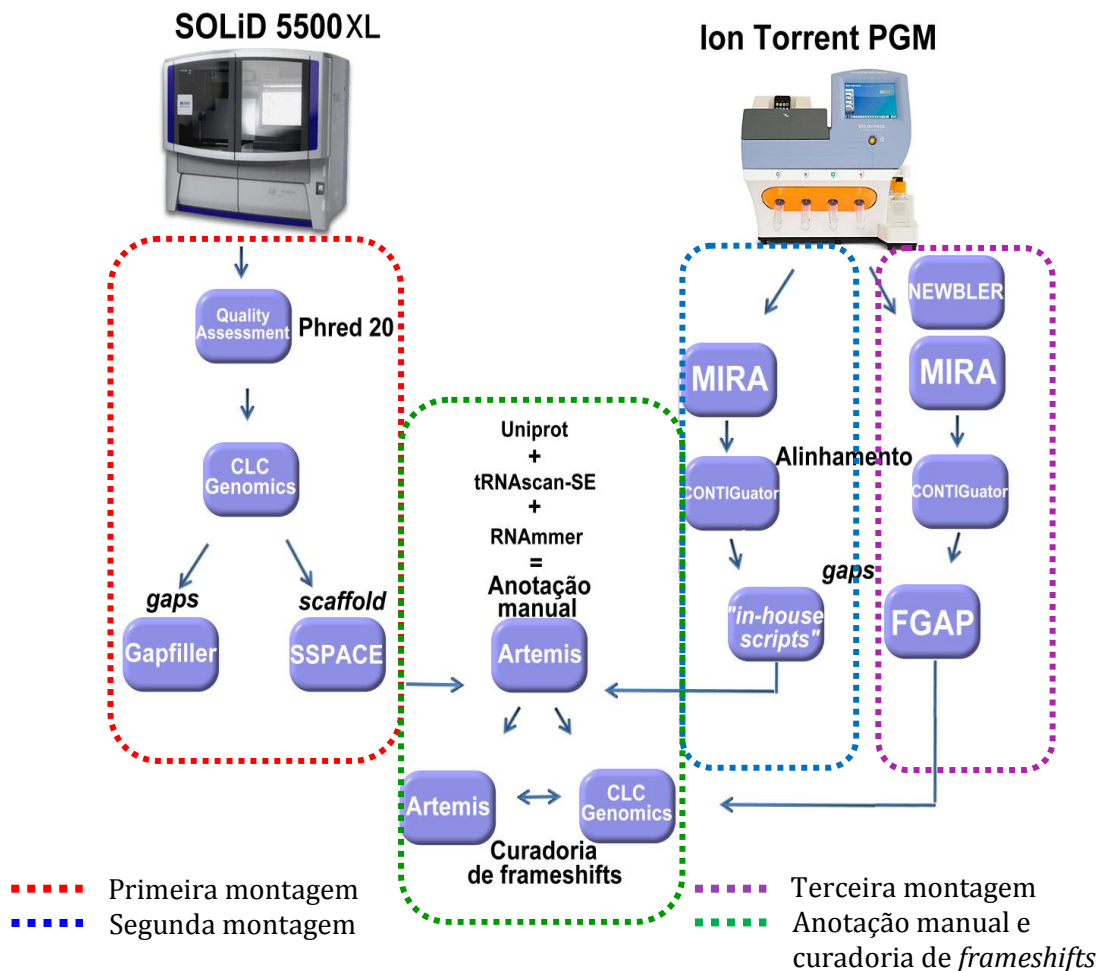 SOLiD 5500XL
Ion Torrent PGM
Quality
Assessment
Phred 20
CLC
Genomics
gaps
scaffold
Gapfiller
SSPACE
Uniprot
+
tRNAscan-SE
+
RNAmmer
=
Anotação
manual
Artemis
Artemis
CLC
Genomics
Curadoria
de frameshifts
MIRA
Alinhamento
CONTIGuator
gaps
"in-house
scripts"
NEWBLER
MIRA
CONTIGuator
FGAP
Primeira montagem
Segunda montagem
Terceira montagem
Anotação manual e
curadoria de frameshifts